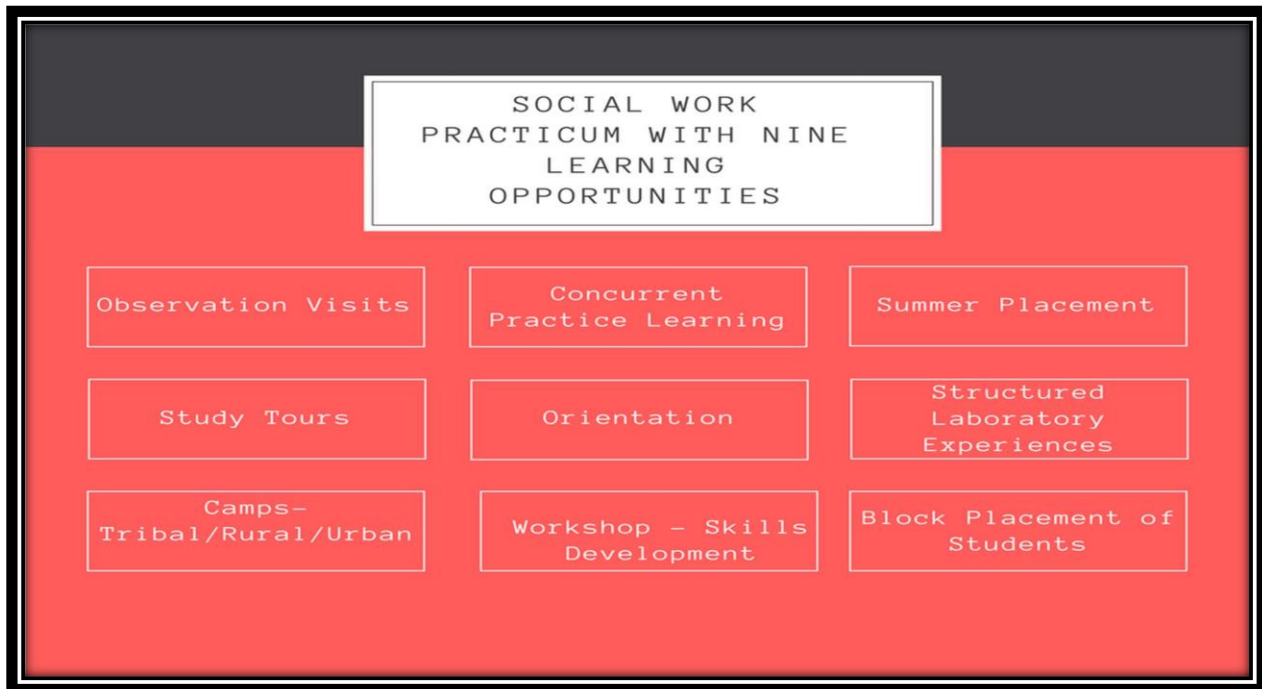 SOCIAL WORK
PRACTICUM WITH NINE
LEARNING
OPPORTUNITIES
Observation Visits
Concurrent
Practice Learning
Summer Placement
Study Tours
Orientation
Structured
Laboratory
Experiences
Camps-
Tribal/Rural/Urban
Workshop - Skills
Development
Block Placement of
Students